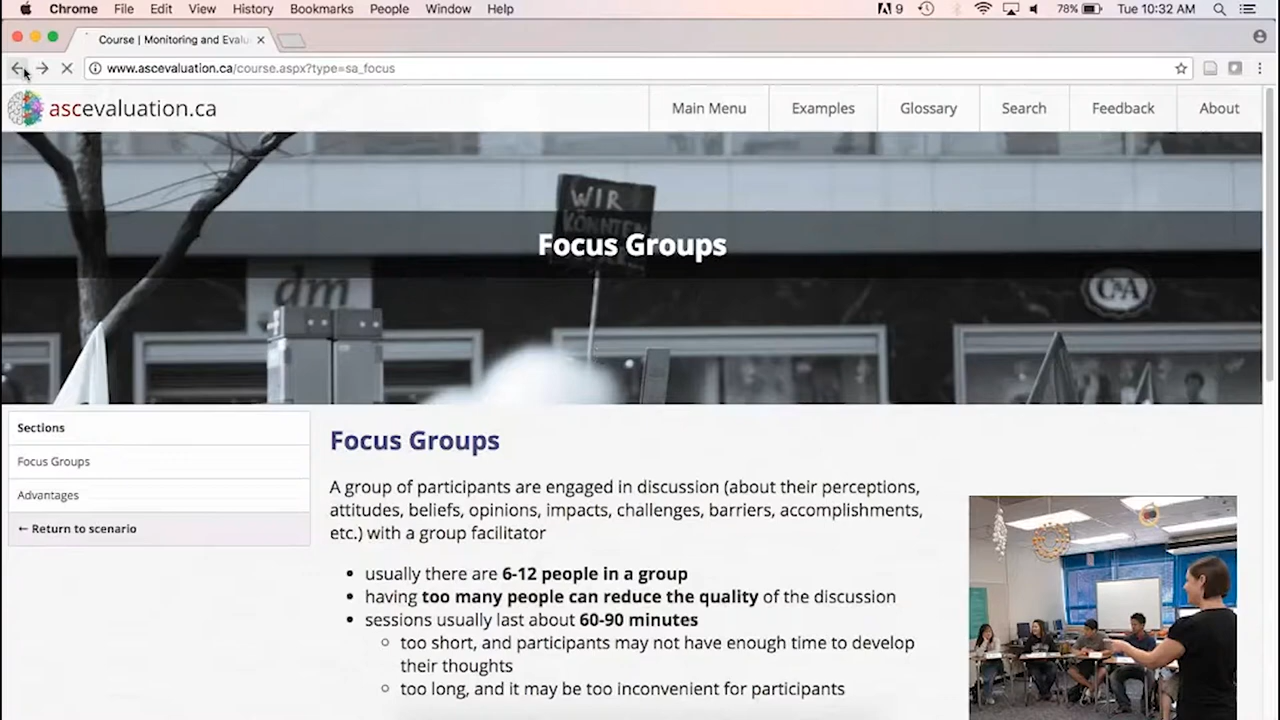 Chrome File Edit View History Bookmarks People Window Help 9 78% Tue 10:32 AM
Course | Monitoring and Evalu
www.ascevaluation.ca/course.aspx?type=sa_focus
ascevaluation.ca Main Menu Examples Glossary Search Feedback About
WIR
KÖNNTEN
Focus Groups
dm
C&A
Sections
Focus Groups
Advantages
← Return to scenario
Focus Groups
A group of participants are engaged in discussion (about their perceptions,
attitudes, beliefs, opinions, impacts, challenges, barriers, accomplishments,
etc.) with a group facilitator
• usually there are 6-12 people in a group
• having too many people can reduce the quality of the discussion
• sessions usually last about 60-90 minutes
○ too short, and participants may not have enough time to develop
their thoughts
○ too long, and it may be too inconvenient for participants